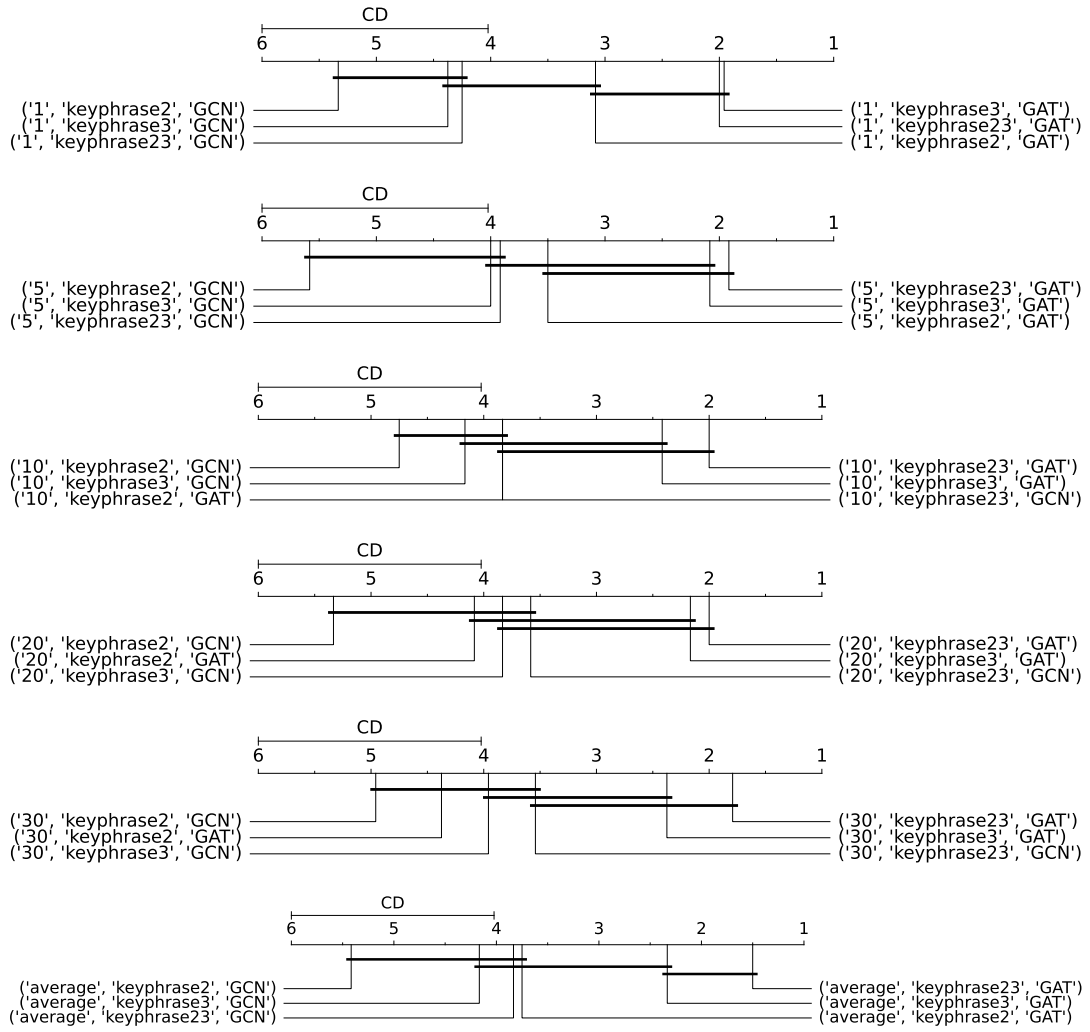 CD
6 5 4 3 2 1
('1', 'keyphrase2', 'GCN') ('1', 'keyphrase3', 'GAT')
('1', 'keyphrase3', 'GCN') ('1', 'keyphrase23', 'GAT')
('1', 'keyphrase23', 'GCN') ('1', 'keyphrase2', 'GAT')
CD
6 5 4 3 2 1
('5', 'keyphrase2', 'GCN') ('5', 'keyphrase23', 'GAT')
('5', 'keyphrase3', 'GCN') ('5', 'keyphrase3', 'GAT')
('5', 'keyphrase23', 'GCN') ('5', 'keyphrase2', 'GAT')
CD
6 5 4 3 2 1
('10', 'keyphrase2', 'GCN') ('10', 'keyphrase23', 'GAT')
('10', 'keyphrase3', 'GCN') ('10', 'keyphrase3', 'GAT')
('10', 'keyphrase2', 'GAT') ('10', 'keyphrase23', 'GCN')
CD
6 5 4 3 2 1
('20', 'keyphrase2', 'GCN') ('20', 'keyphrase23', 'GAT')
('20', 'keyphrase2', 'GAT') ('20', 'keyphrase3', 'GAT')
('20', 'keyphrase3', 'GCN') ('20', 'keyphrase23', 'GCN')
CD
6 5 4 3 2 1
('30', 'keyphrase2', 'GCN') ('30', 'keyphrase23', 'GAT')
('30', 'keyphrase2', 'GAT') ('30', 'keyphrase3', 'GAT')
('30', 'keyphrase3', 'GCN') ('30', 'keyphrase23', 'GCN')
CD
6 5 4 3 2 1
('average', 'keyphrase2', 'GCN') ('average', 'keyphrase23', 'GAT')
('average', 'keyphrase3', 'GCN') ('average', 'keyphrase3', 'GAT')
('average', 'keyphrase23', 'GCN') ('average', 'keyphrase2', 'GAT')